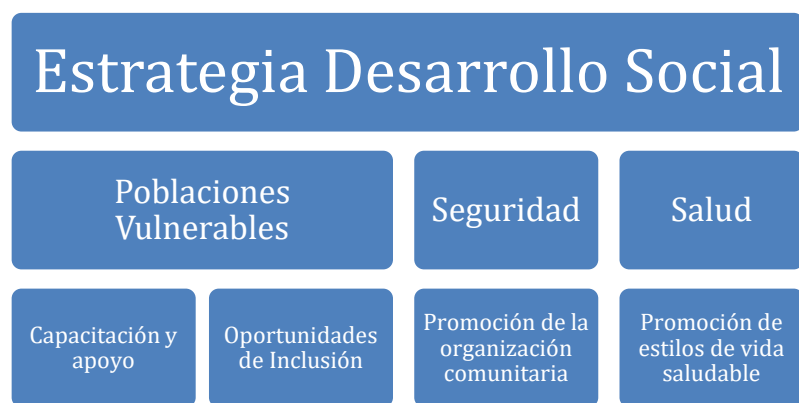 Estrategia Desarrollo Social
Poblaciones
Vulnerables
Seguridad
Salud
Capacitación y
apoyo
Oportunidades
de Inclusión
Promoción de la
organización
comunitaria
Promoción de
estilos de vida
saludable